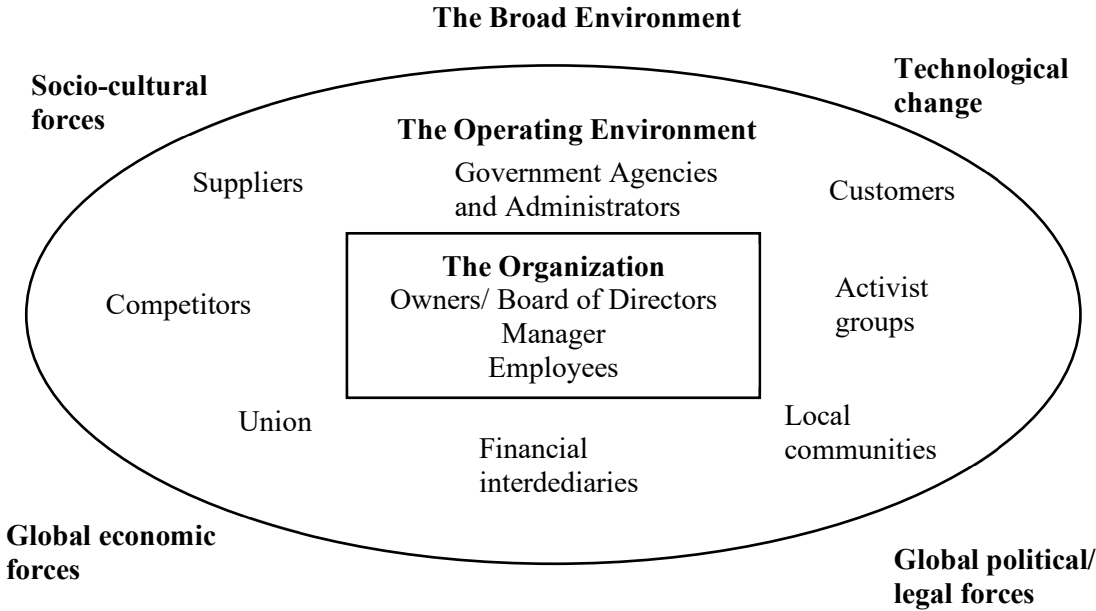 The Broad Environment
Socio-cultural
forces
Technological
change
The Operating Environment
Suppliers
Government Agencies
and Administrators
Customers
The Organization
Owners/ Board of Directors
Manager
Employees
Competitors
Activist
groups
Union
Financial
interdediaries
Local
communities
Global economic
forces
Global political/
legal forces